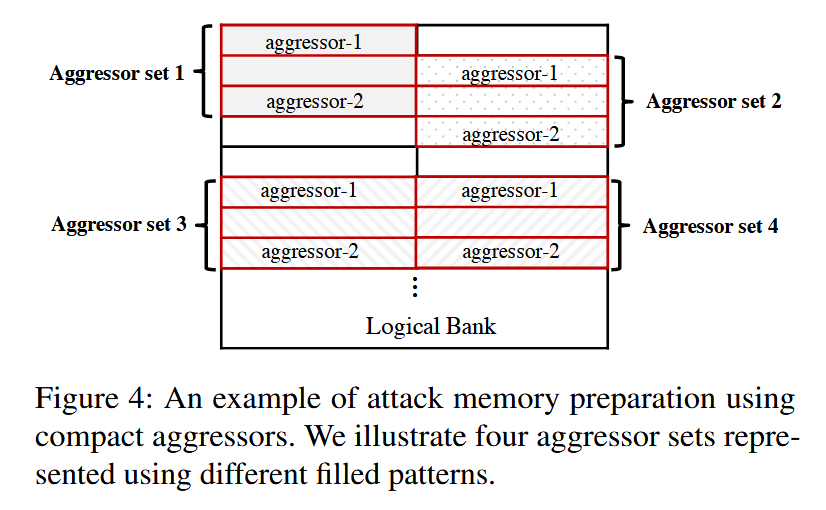 aggressor-1
Aggressor set 1
aggressor-1
aggressor-2
Aggressor set 2
aggressor-2
aggressor-1
aggressor-1
Aggressor set 3
Aggressor set 4
aggressor-2
aggressor-2
Logical Bank
Figure 4: An example of attack memory preparation using
compact aggressors. We illustrate four aggressor sets repre-
sented using different filled patterns.